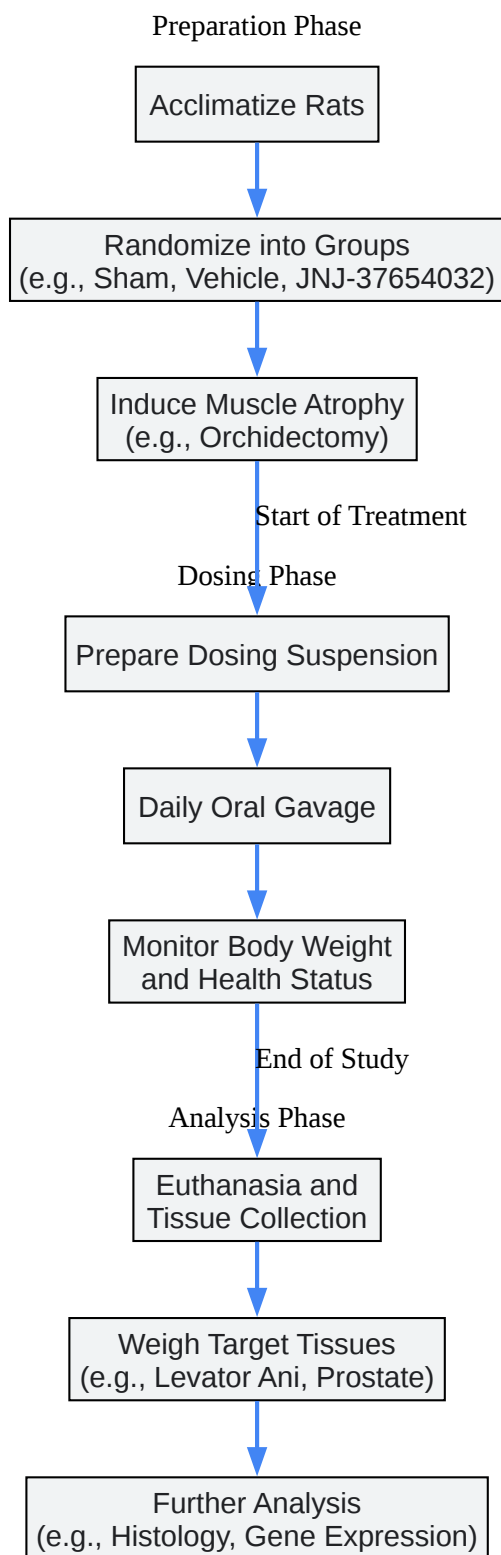 Preparation Phase
Acclimatize Rats
Randomize into Groups
(e.g., Sham, Vehicle, JNJ-37654032)
Induce Muscle Atrophy
(e.g., Orchidectomy)
Start of Treatment
Dosing Phase
Prepare Dosing Suspension
Daily Oral Gavage
Monitor Body Weight
and Health Status
End of Study
Analysis Phase
Euthanasia and
Tissue Collection
Weigh Target Tissues
(e.g., Levator Ani, Prostate)
Further Analysis
(e.g., Histology, Gene Expression)